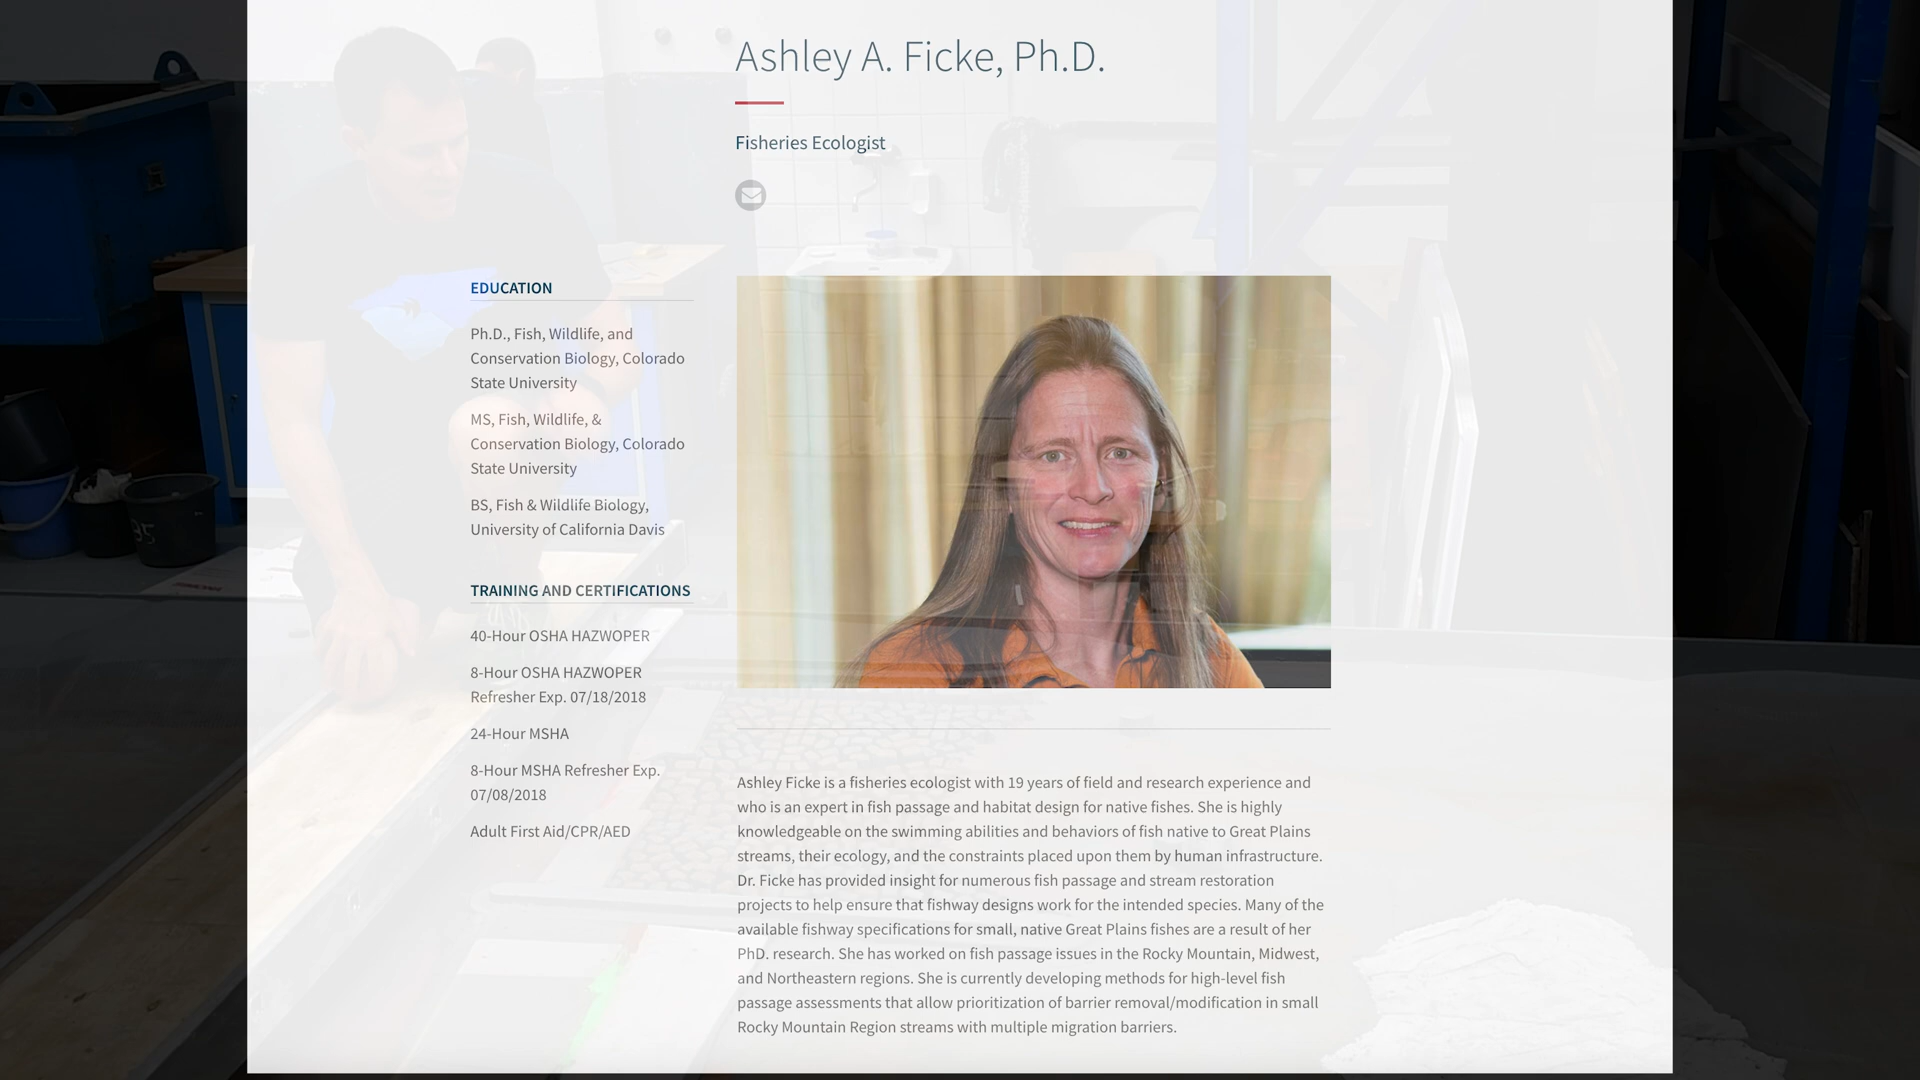 Ashley A. Ficke, Ph.D.
Fisheries Ecologist
EDUCATION
Ph.D., Fish, Wildlife, and
Conservation Biology, Colorado
State University
MS, Fish, Wildlife, &
Conservation Biology, Colorado
State University
BS, Fish & Wildlife Biology,
University of California Davis
TRAINING AND CERTIFICATIONS
40-Hour OSHA HAZWOPER
8-Hour OSHA HAZWOPER
Refresher Exp. 07/18/2018
24-Hour MSHA
8-Hour MSHA Refresher Exp.
07/08/2018
Adult First Aid/CPR/AED
Ashley Ficke is a fisheries ecologist with 19 years of field and research experience and
who is an expert in fish passage and habitat design for native fishes. She is highly
knowledgeable on the swimming abilities and behaviors of fish native to Great Plains
streams, their ecology, and the constraints placed upon them by human infrastructure.
Dr. Ficke has provided insight for numerous fish passage and stream restoration
projects to help ensure that fishway designs work for the intended species. Many of the
available fishway specifications for small, native Great Plains fishes are a result of her
PhD. research. She has worked on fish passage issues in the Rocky Mountain, Midwest,
and Northeastern regions. She is currently developing methods for high-level fish
passage assessments that allow prioritization of barrier removal/modification in small
Rocky Mountain Region streams with multiple migration barriers.